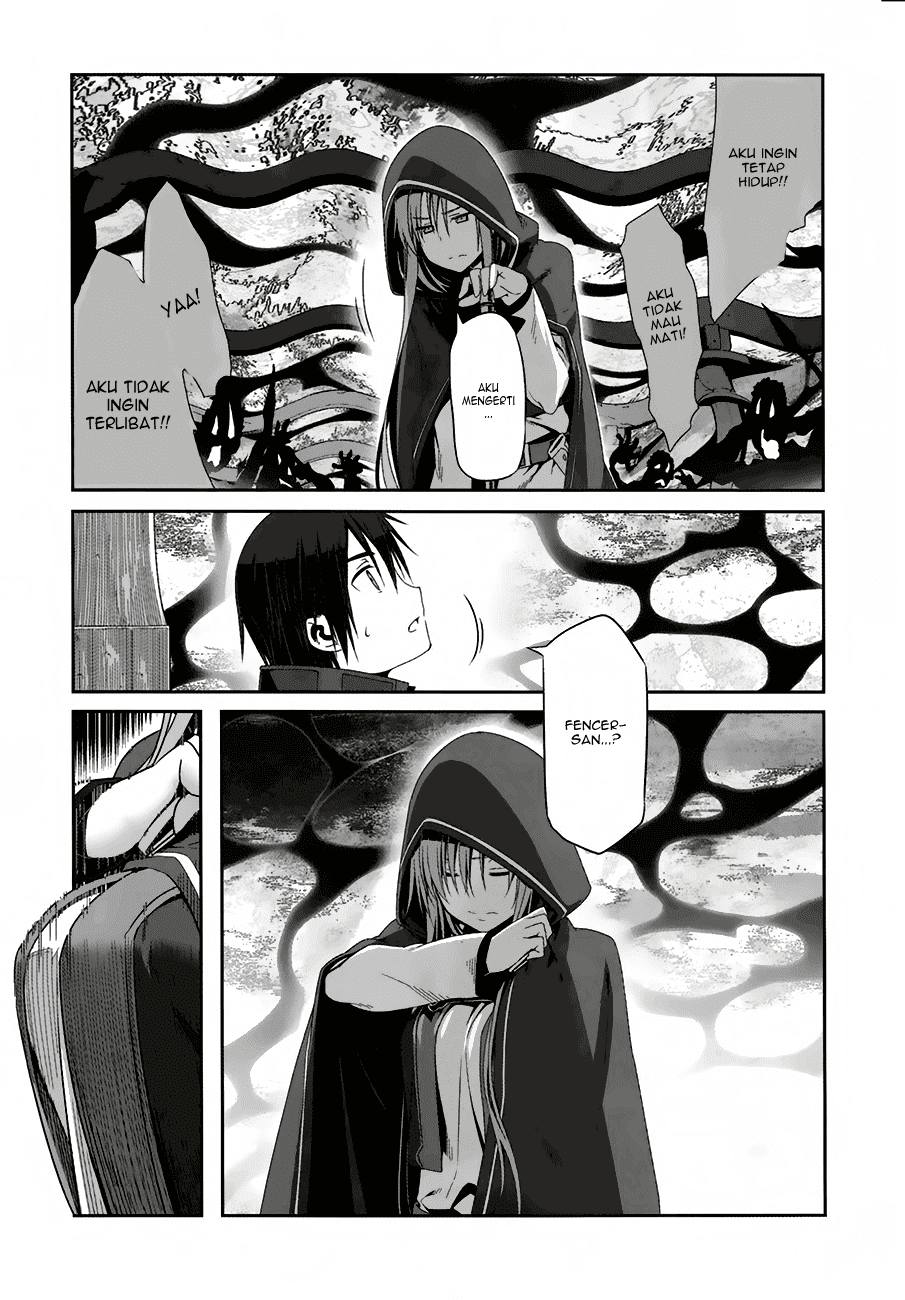 AKU INGIN
TETAP
HIDUP!!
AKU
TIDAK
MAU
MATI!
AKU
MENGERTI
...
YAA!
AKU TIDAK
INGIN
TERLIBAT!!
FENCER-
SAN...?